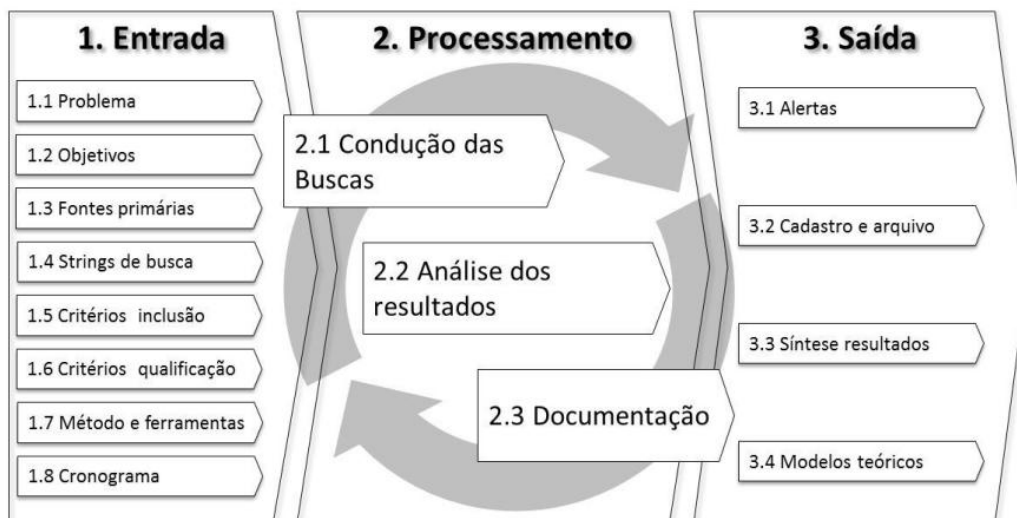 1. Entrada
1.1 Problema
1.2 Objetivos
1.3 Fontes primárias
1.4 Strings de busca
1.5 Critérios inclusão
1.6 Critérios qualificação
1.7 Método e ferramentas
1.8 Cronograma
2. Processamento
2.1 Condução das
Buscas
2.2 Análise dos
resultados
2.3 Documentação
3. Saída
3.1 Alertas
3.2 Cadastro e arquivo
3.3 Síntese resultados
3.4 Modelos teóricos